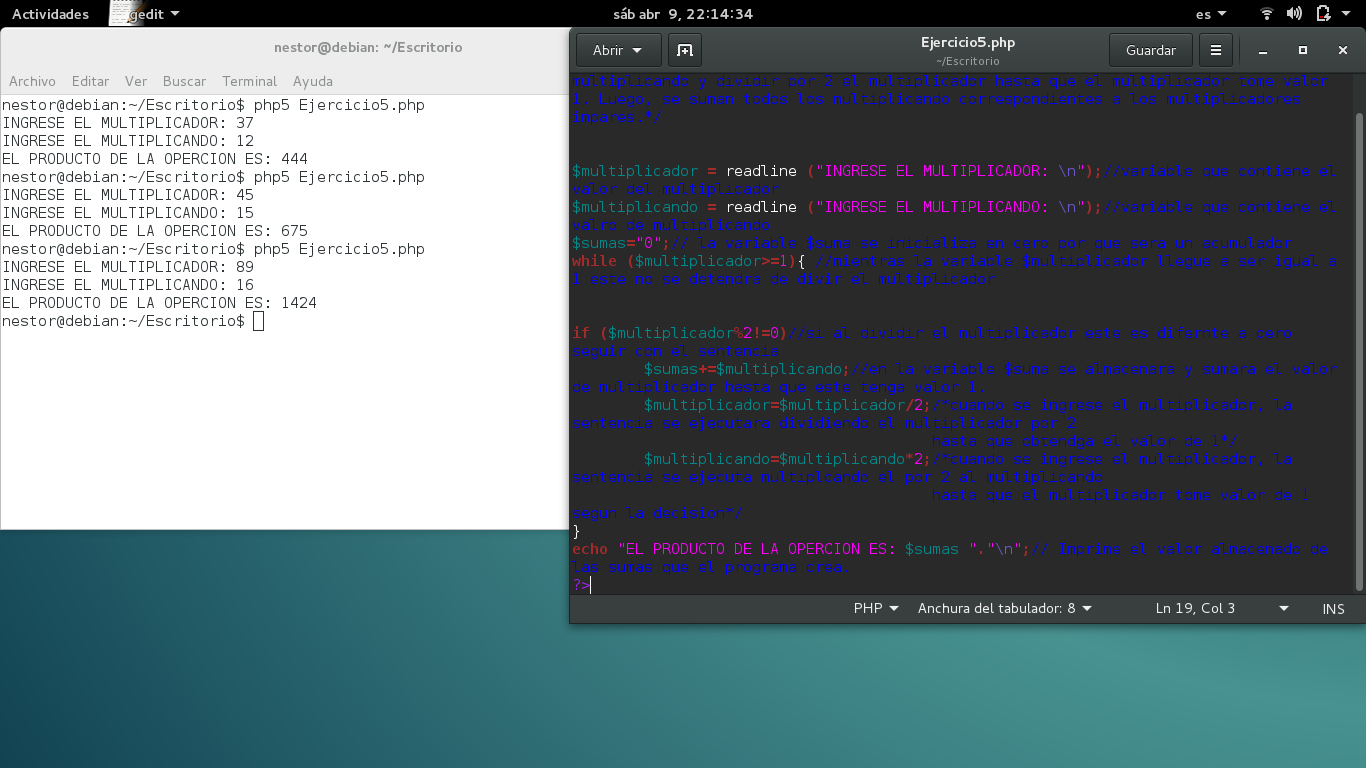 Actividades
gedit
sáb abr 9, 22:14:34
es
nestor@debian: ~/Escritorio
Archivo Editar Ver Buscar Terminal Ayuda
nestor@debian:~/Escritorio$ php5 Ejercicio5.php
INGRESE EL MULTIPLICADOR: 37
INGRESE EL MULTIPLICANDO: 12
EL PRODUCTO DE LA OPERCION ES: 444
nestor@debian:~/Escritorio$ php5 Ejercicio5.php
INGRESE EL MULTIPLICADOR: 45
INGRESE EL MULTIPLICANDO: 15
EL PRODUCTO DE LA OPERCION ES: 675
nestor@debian:~/Escritorio$ php5 Ejercicio5.php
INGRESE EL MULTIPLICADOR: 89
INGRESE EL MULTIPLICANDO: 16
EL PRODUCTO DE LA OPERCION ES: 1424
nestor@debian:~/Escritorio$
Abrir
Ejercicio5.php
~/Escritorio
Guardar
multiplicando y dividir por 2 el multiplicador hasta que el multiplicador tome valor
1. Luego, se suman todos los multiplicando correspondientes a los multiplicadores
impares.*/
$multiplicador = readline ("INGRESE EL MULTIPLICADOR: \n");//variable que contiene el
valor del multiplicador
$multiplicando = readline ("INGRESE EL MULTIPLICANDO: \n");//variable que contiene el
valro de multiplicando
$sumas="0";// la variable $suma se inicializa en cero por que sera un acumulador
while ($multiplicador>=1){ //mientras la variable $multiplicador llegue a ser igual a
1 este no se detendra de divir el multiplicador
if ($multiplicador%2!=0)//si al dividir el multiplicador este es difernte a cero
seguir con el sentencia
$sumas+=$multiplicando;//en la variable $suma se almacensra y sumara el valor
de multiplicador hasta que este tenga valor 1.
$multiplicador=$multiplicador/2;/*cuando se ingrese el multiplicador, la
sentencia se ejecutara dividiendo el multiplicador por 2
hasta que obtendga el valor de 1*/
$multiplicando=$multiplicando*2;/*cuando se ingrese el multiplicador, la
sentencia se ejecuta multiplcando el por 2 al multiplicando
hasta que el multiplicador tome valor de 1
segun la decision*/
}
echo "EL PRODUCTO DE LA OPERCION ES: $sumas "."\n";// Imprime el valor almacenado de
las sumas que el programa crea.
?>
PHP
Anchura del tabulador: 8
Ln 19, Col 3
INS